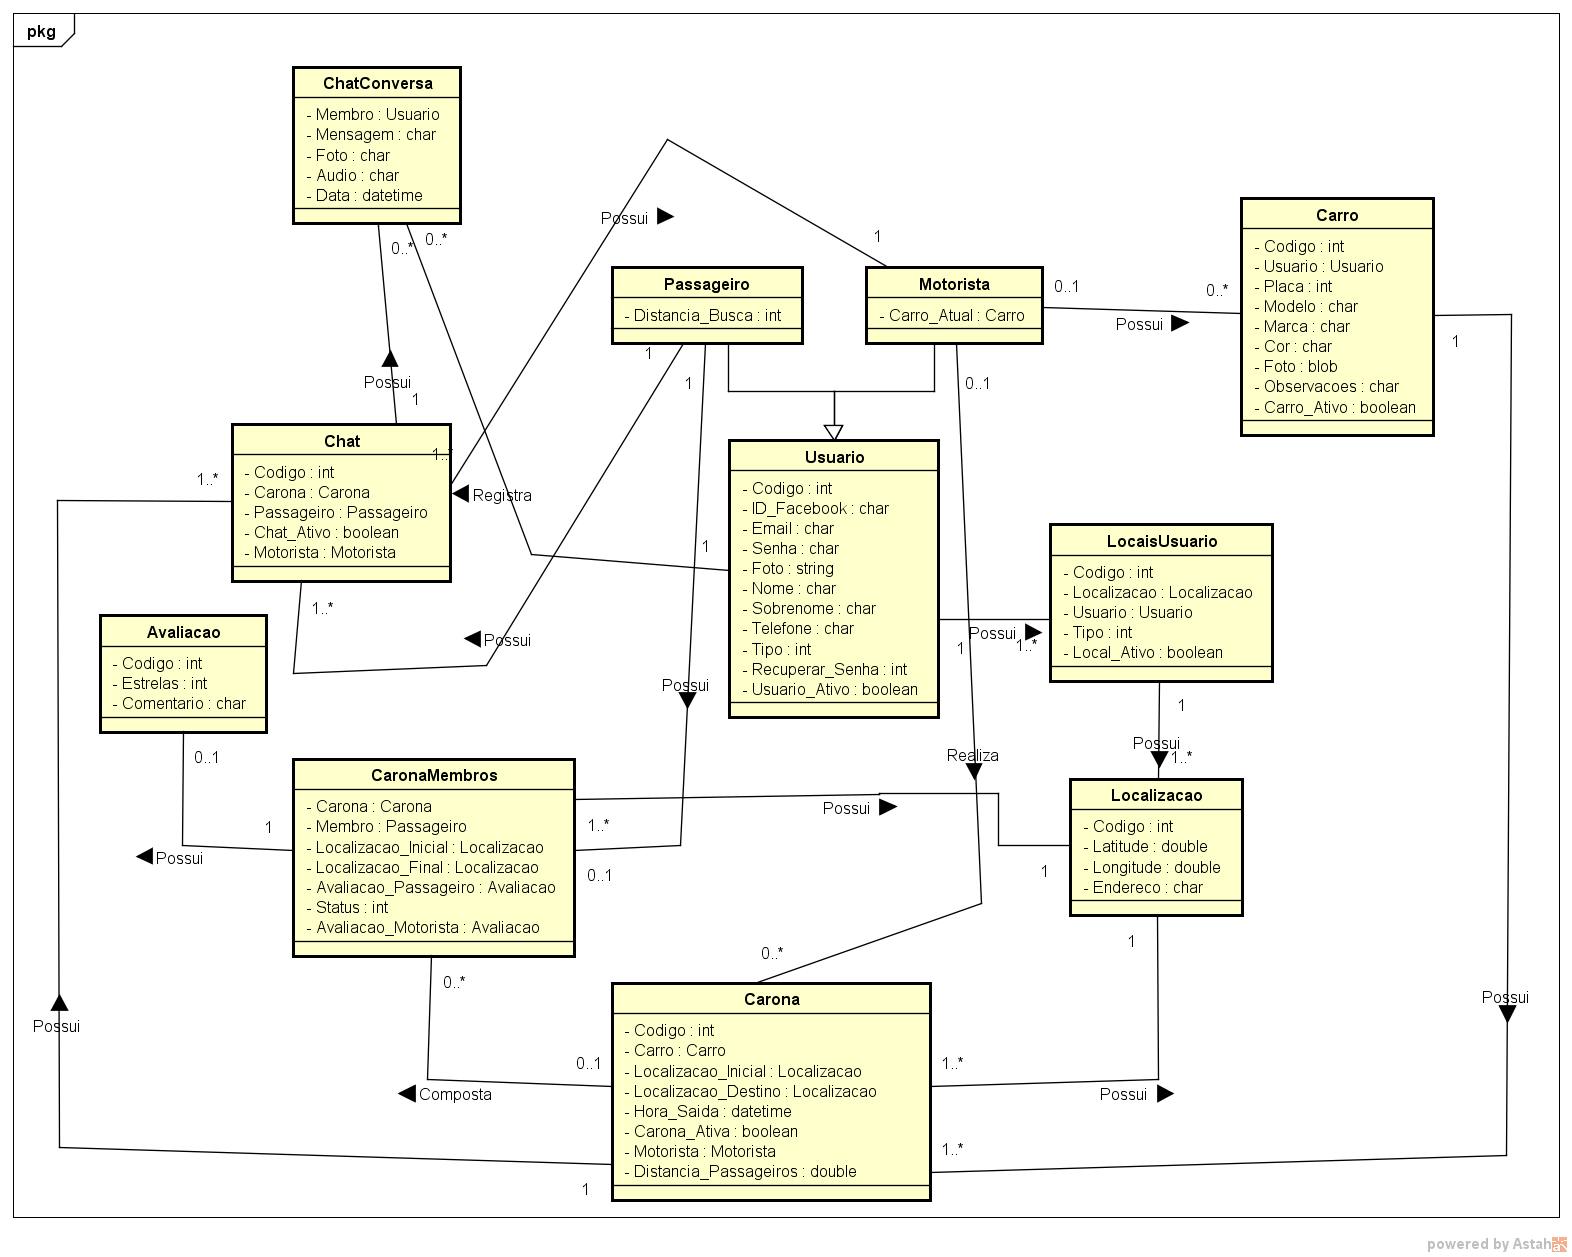 pkg
ChatConversa
- Membro : Usuario
- Mensagem : char
- Foto : char
- Audio : char
- Data : datetime
0..*
0..*
Possui
1
Possui
1
Passageiro
- Distancia_Busca : int
1
1
Motorista
- Carro_Atual : Carro
0..1
0..*
Possui
0..1
Carro
- Codigo : int
- Usuario : Usuario
- Placa : int
- Modelo : char
- Marca : char
- Cor : char
- Foto : blob
- Observacoes : char
- Carro_Ativo : boolean
1
Chat
- Codigo : int
- Carona : Carona
- Passageiro : Passageiro
- Chat_Ativo : boolean
- Motorista : Motorista
1..*
1..*
Registra
1..*
Possui
1
Usuario
- Codigo : int
- ID_Facebook : char
- Email : char
- Senha : char
- Foto : string
- Nome : char
- Sobrenome : char
- Telefone : char
- Tipo : int
- Recuperar_Senha : int
- Usuario_Ativo : boolean
Possui
1
1..*
LocaisUsuario
- Codigo : int
- Localizacao : Localizacao
- Usuario : Usuario
- Tipo : int
- Local_Ativo : boolean
1
Possui
1..*
Avaliacao
- Codigo : int
- Estrelas : int
- Comentario : char
0..1
1
Possui
Possui
Realiza
CaronaMembros
- Carona : Carona
- Membro : Passageiro
- Localizacao_Inicial : Localizacao
- Localizacao_Final : Localizacao
- Avaliacao_Passageiro : Avaliacao
- Status : int
- Avaliacao_Motorista : Avaliacao
1..*
0..1
Possui
1
Localizacao
- Codigo : int
- Latitude : double
- Longitude : double
- Endereco : char
1
0..*
0..*
0..1
Composta
Possui
Possui
Carona
- Codigo : int
- Carro : Carro
- Localizacao_Inicial : Localizacao
- Localizacao_Destino : Localizacao
- Hora_Saida : datetime
- Carona_Ativa : boolean
- Motorista : Motorista
- Distancia_Passageiros : double
1..*
Possui
1..*
1
powered by Astah